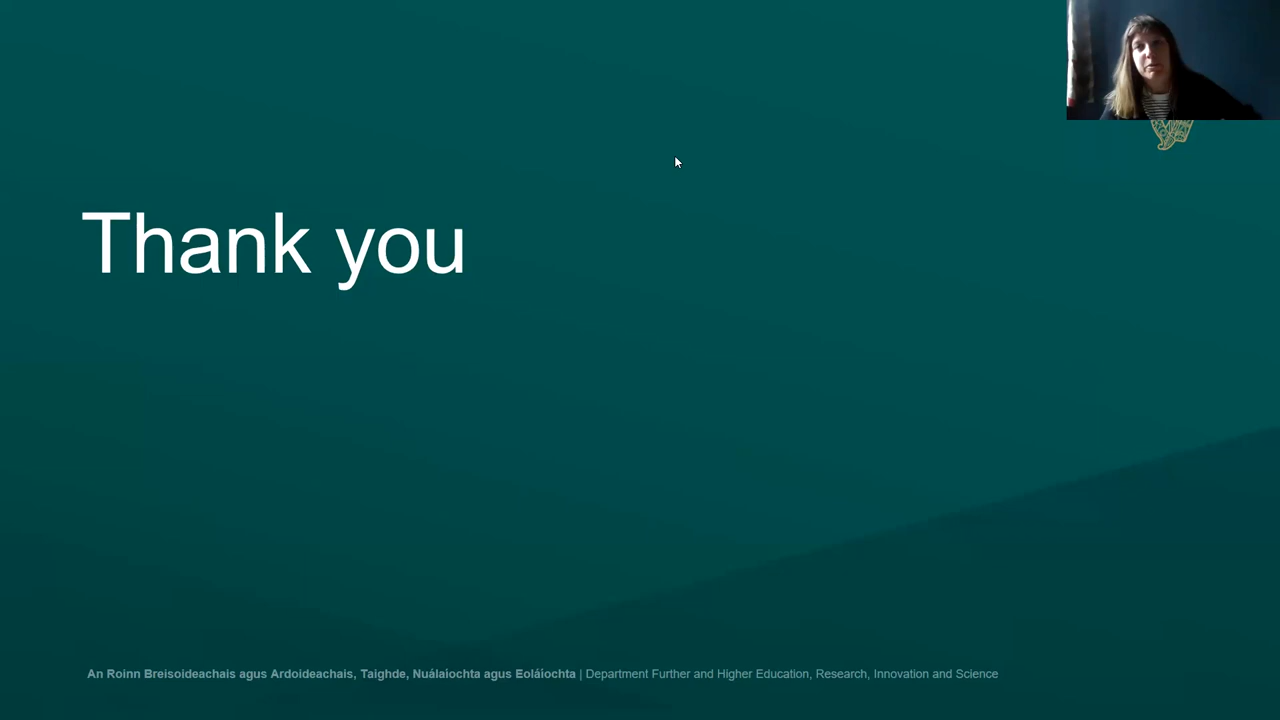 Thank you
An Roinn Breisoideachais agus Ardoideachais, Taighde, Nuálaíochta agus Eolaíochta | Department Further and Higher Education, Research, Innovation and Science